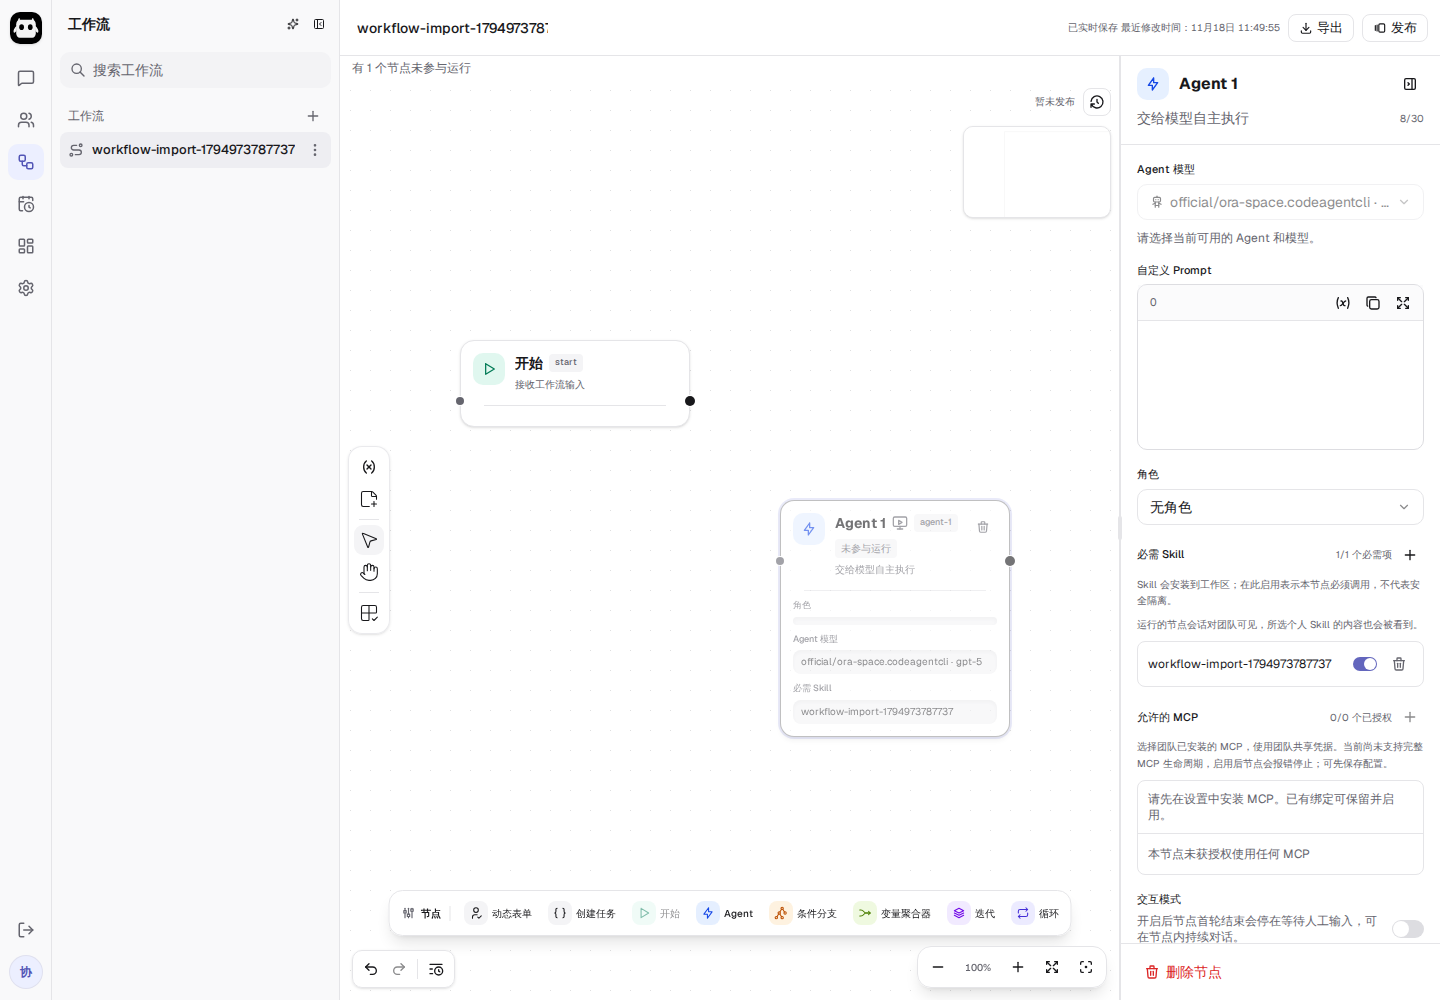 工作流
搜索工作流
工作流
workflow-import-1794973787737
协
workflow-import-179497378
已实时保存 最近修改时间：11月18日 11:49:55
导出
发布
有 1 个节点未参与运行
暂未发布
开始
start
接收工作流输入
Agent 1
agent-1
未参与运行
交给模型自主执行
角色
Agent 模型
official/ora-space.codeagentcli · gpt-5
必需 Skill
workflow-import-1794973787737
节点
动态表单
创建任务
开始
Agent
条件分支
变量聚合器
迭代
循环
100%
Agent 1
交给模型自主执行
8/30
Agent 模型
official/ora-space.codeagentcli · ...
请选择当前可用的 Agent 和模型。
自定义 Prompt
0
角色
无角色
必需 Skill
1/1 个必需项
Skill 会安装到工作区；在此启用表示本节点必须调用，不代表安
全隔离。
运行的节点会话对团队可见，所选个人 Skill 的内容也会被看到。
workflow-import-1794973787737
允许的 MCP
0/0 个已授权
选择团队已安装的 MCP，使用团队共享凭据。当前尚未支持完整
MCP 生命周期，启用后节点会报错停止；可先保存配置。
请先在设置中安装 MCP。已有绑定可保留并启
用。
本节点未获授权使用任何 MCP
交互模式
开启后节点首轮结束会停在等待人工输入，可
在节点内持续对话。
删除节点